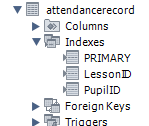 attendancerecord
Columns
Indexes
PRIMARY
LessonID
PupilID
Foreign Keys
Triggers